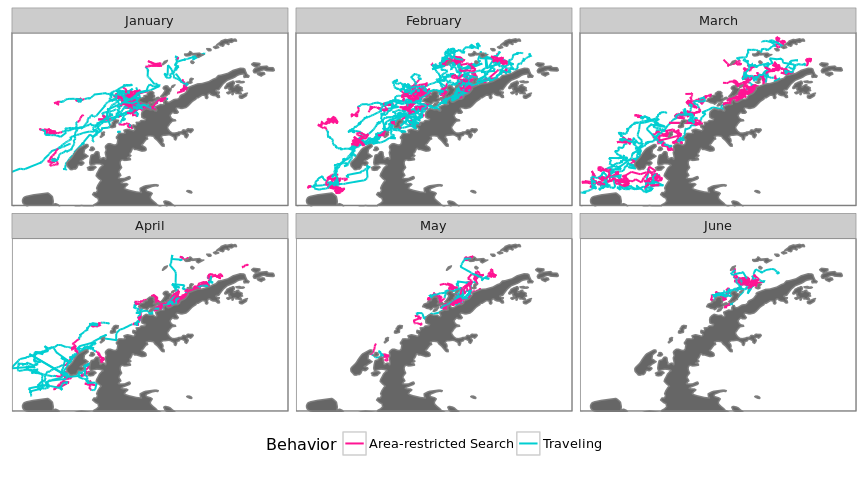 January
February
March
April
May
June
Behavior
Area-restricted Search
Traveling